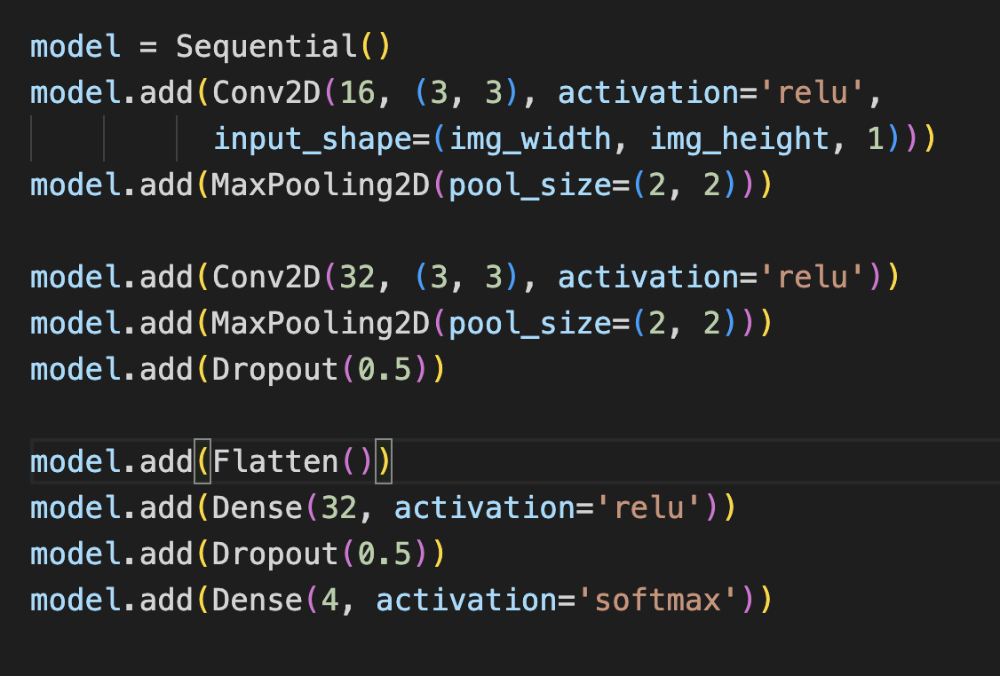 model = Sequential()
model.add(Conv2D(16, (3, 3), activation='relu',
          input_shape=(img_width, img_height, 1)))
model.add(MaxPooling2D(pool_size=(2, 2)))

model.add(Conv2D(32, (3, 3), activation='relu'))
model.add(MaxPooling2D(pool_size=(2, 2)))
model.add(Dropout(0.5))

model.add(Flatten())
model.add(Dense(32, activation='relu'))
model.add(Dropout(0.5))
model.add(Dense(4, activation='softmax'))